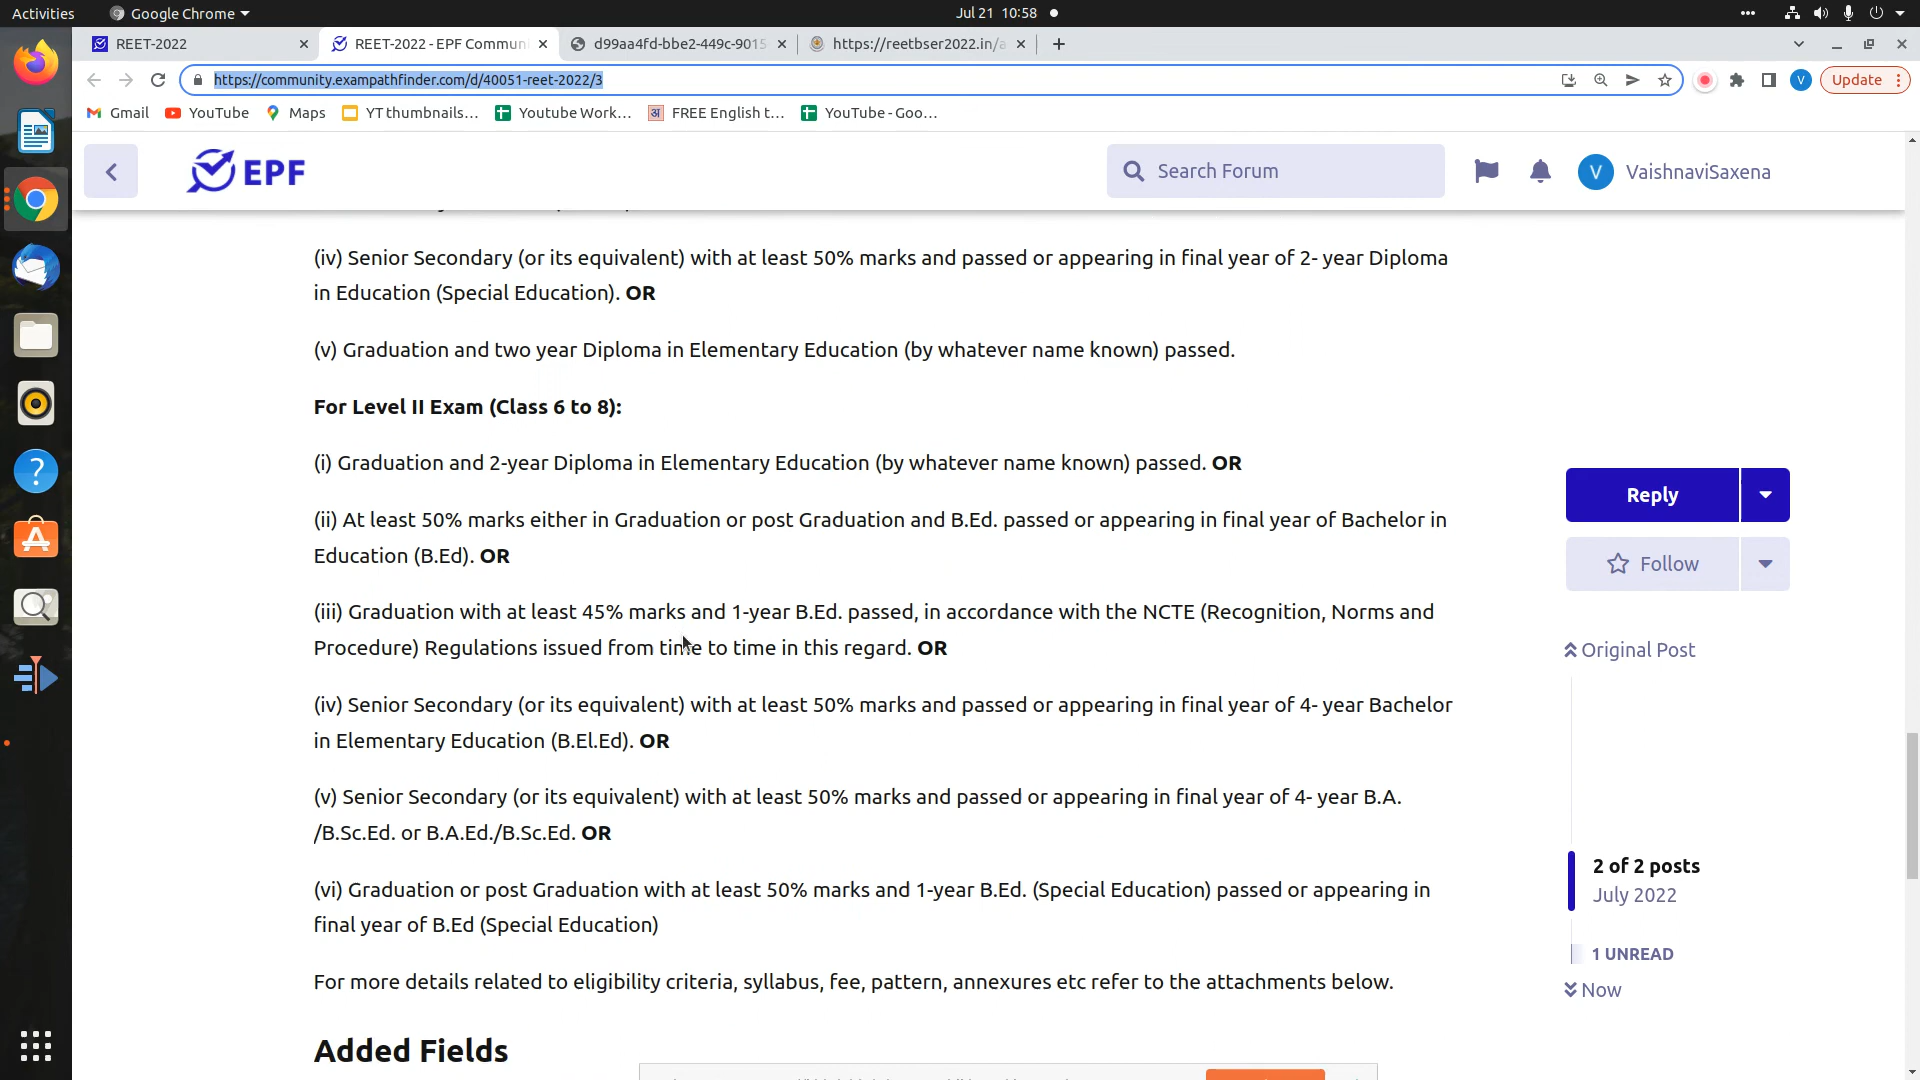 Activities
Google Chrome
Jul 21 10:58
REET-2022
REET-2022 - EPF Commun
d99aa4fd-bbe2-449c-9015
https://reetbser2022.in/a
https://community.exampathfinder.com/d/40051-reet-2022/3
V
Update
Gmail
YouTube
Maps
YT thumbnails...
Youtube Work...
अ
FREE English t...
YouTube - Goo...
EPF
Search Forum
V
VaishnaviSaxena
(iv) Senior Secondary (or its equivalent) with at least 50% marks and passed or appearing in final year of 2- year Diploma
in Education (Special Education). OR
(v) Graduation and two year Diploma in Elementary Education (by whatever name known) passed.
For Level II Exam (Class 6 to 8):
(i) Graduation and 2-year Diploma in Elementary Education (by whatever name known) passed. OR
(ii) At least 50% marks either in Graduation or post Graduation and B.Ed. passed or appearing in final year of Bachelor in
Education (B.Ed). OR
(iii) Graduation with at least 45% marks and 1-year B.Ed. passed, in accordance with the NCTE (Recognition, Norms and
Procedure) Regulations issued from time to time in this regard. OR
(iv) Senior Secondary (or its equivalent) with at least 50% marks and passed or appearing in final year of 4- year Bachelor
in Elementary Education (B.El.Ed). OR
(v) Senior Secondary (or its equivalent) with at least 50% marks and passed or appearing in final year of 4- year B.A.
/B.Sc.Ed. or B.A.Ed./B.Sc.Ed. OR
(vi) Graduation or post Graduation with at least 50% marks and 1-year B.Ed. (Special Education) passed or appearing in
final year of B.Ed (Special Education)
For more details related to eligibility criteria, syllabus, fee, pattern, annexures etc refer to the attachments below.
Added Fields
Reply
Follow
Original Post
2 of 2 posts
July 2022
1 UNREAD
Now